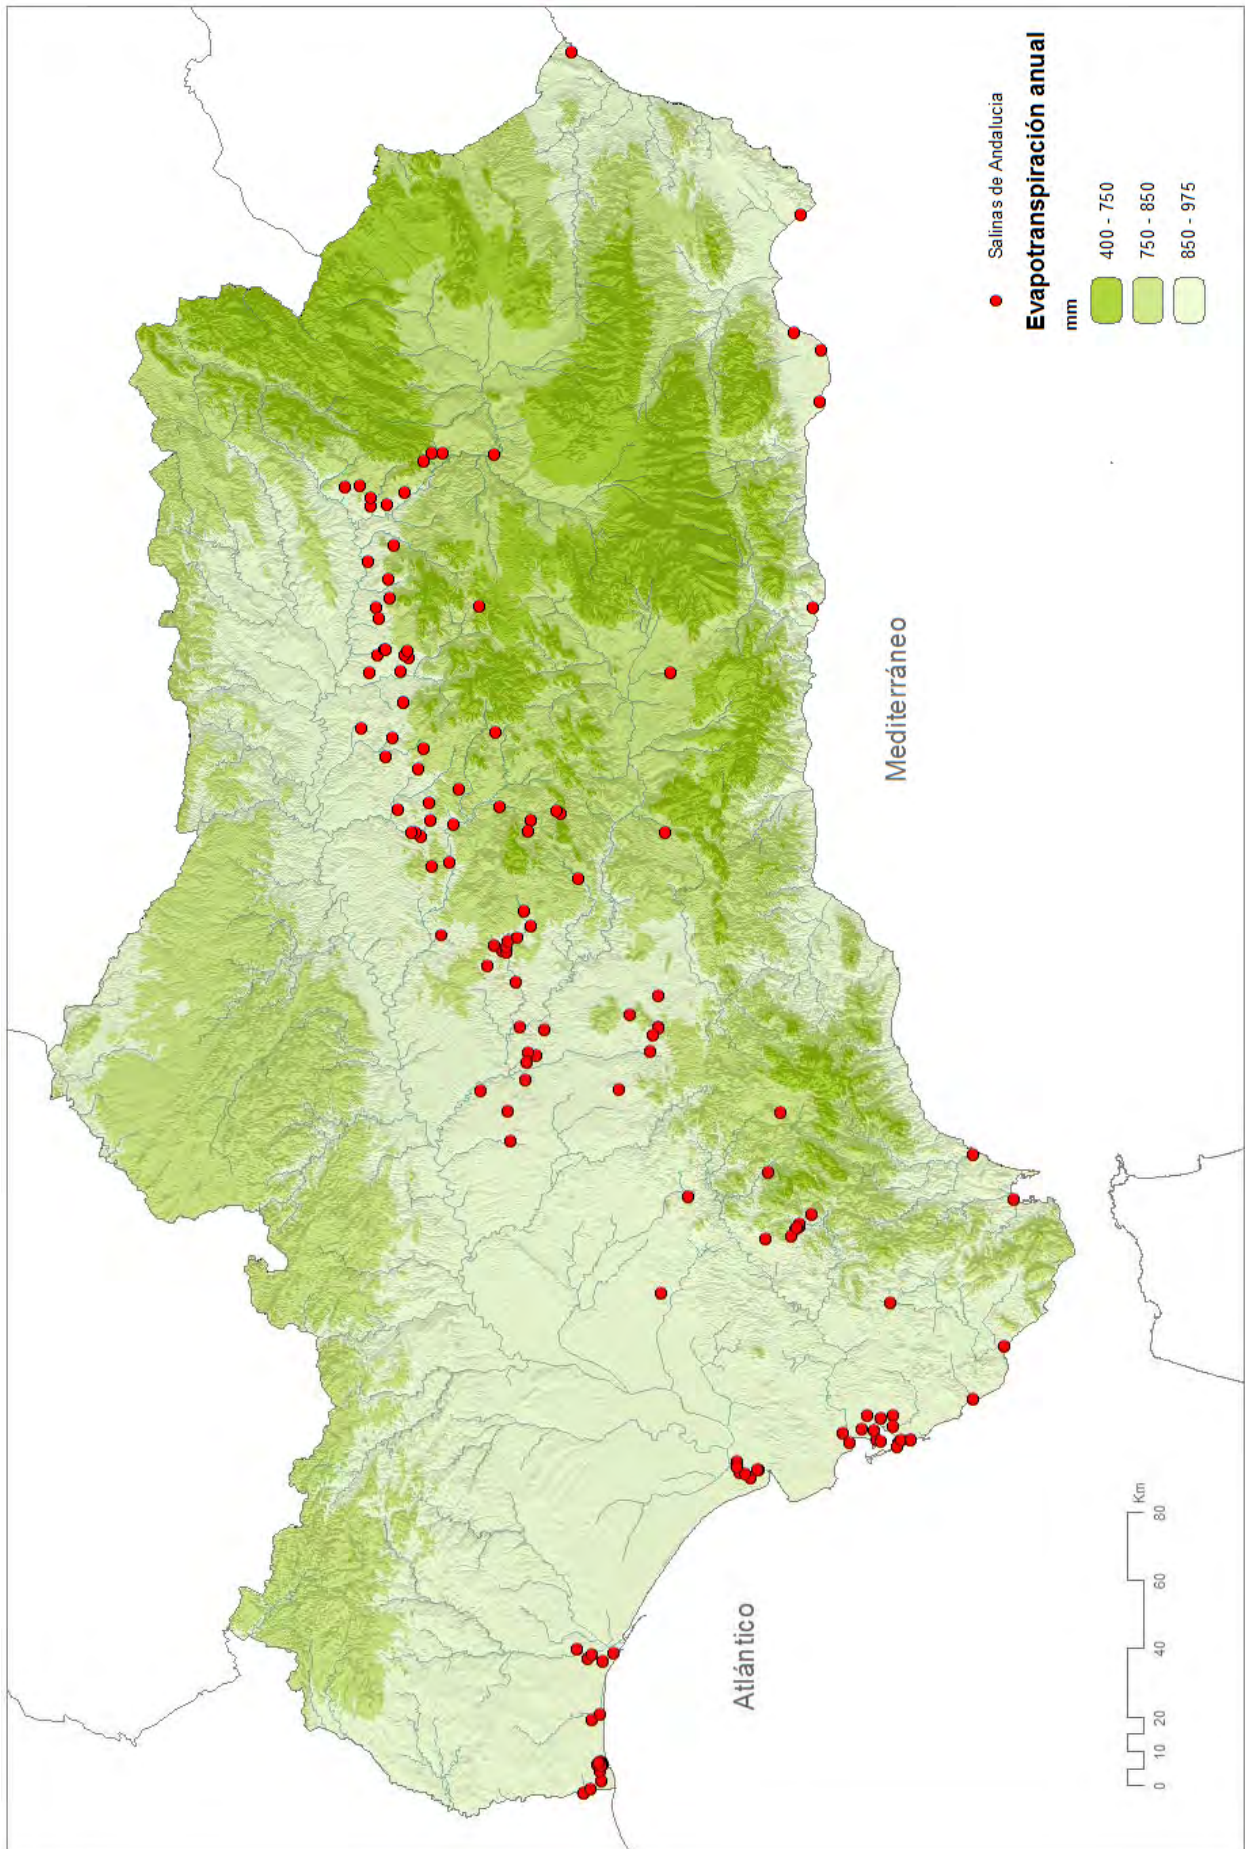 Salinas de Andalucia
Evapotranspiración anual
mm
400 - 750
750 - 850
850 - 975
Mediterráneo
Atlántico
Km
0 10 20 40 60 80